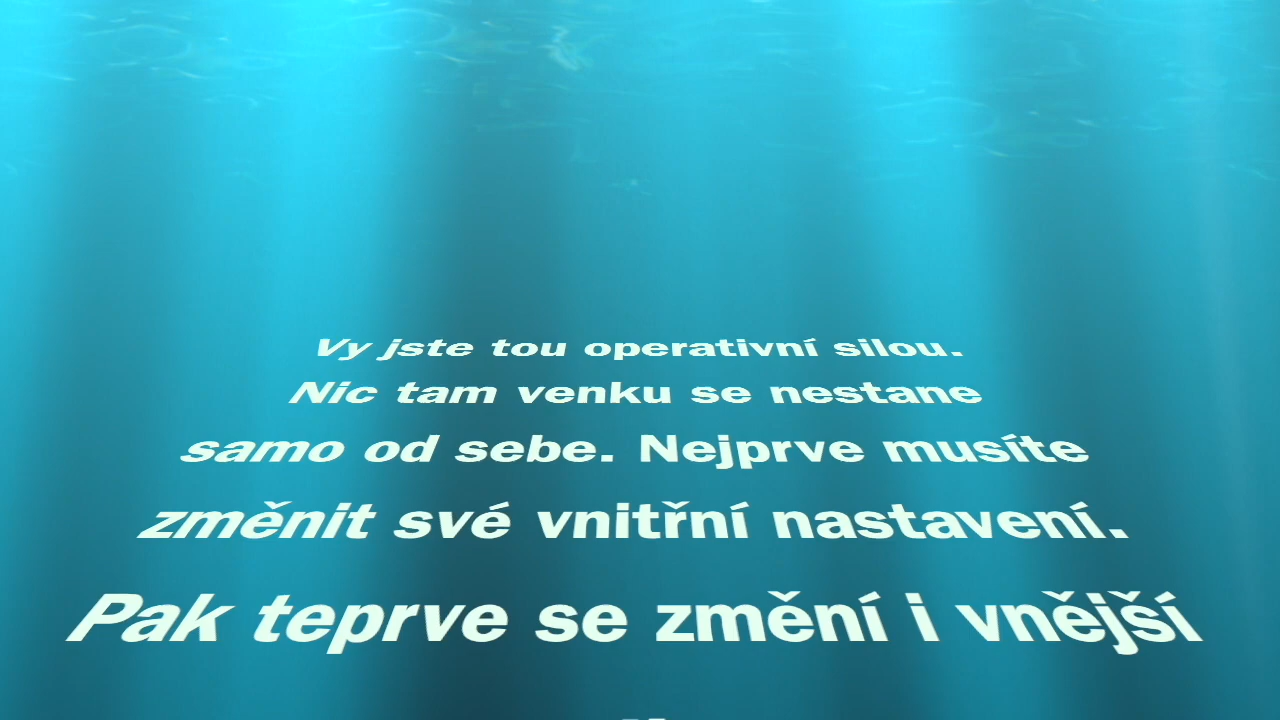 Vy jste tou operativní silou.
Nic tam venku se nestane
samo od sebe. Nejprve musíte
změnit své vnitřní nastavení.
Pak teprve se změní i vnější